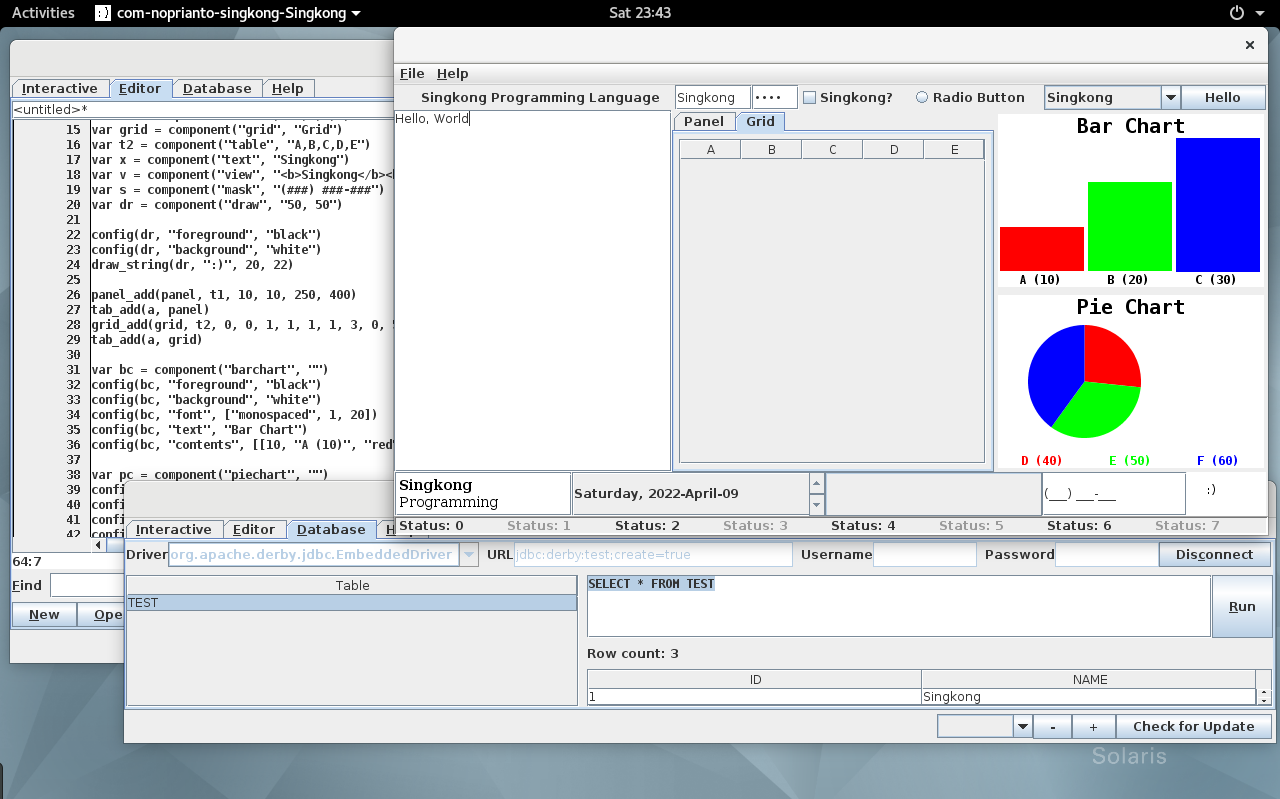 Activities com-noprianto-singkong-Singkong Sat 23:43
Interactive Editor Database Help
<untitled>*
15 var grid = component("grid", "Grid")
16 var t2 = component("table", "A,B,C,D,E")
17 var x = component("text", "Singkong")
18 var v = component("view", "<b>Singkong</b><
19 var s = component("mask", "(###) ###-###")
20 var dr = component("draw", "50, 50")
21
22 config(dr, "foreground", "black")
23 config(dr, "background", "white")
24 draw_string(dr, ":)", 20, 22)
25
26 panel_add(panel, t1, 10, 10, 250, 400)
27 tab_add(a, panel)
28 grid_add(grid, t2, 0, 0, 1, 1, 1, 1, 3, 0,
29 tab_add(a, grid)
30
31 var bc = component("barchart", "")
32 config(bc, "foreground", "black")
33 config(bc, "background", "white")
34 config(bc, "font", ["monospaced", 1, 20])
35 config(bc, "text", "Bar Chart")
36 config(bc, "contents", [[10, "A (10)", "red
37
38 var pc = component("piechart", "")
39 confi
40 confi
41 confi
42 confi
64:7
Find
New Ope
File Help
Singkong Programming Language Singkong •••• Singkong? Radio Button Singkong Hello
Hello, World
Panel Grid
A B C D E
Bar Chart
A (10) B (20) C (30)
Pie Chart
D (40) E (50) F (60)
Singkong
Programming
Saturday, 2022-April-09
(___) ___-___
:)
Status: 0 Status: 1 Status: 2 Status: 3 Status: 4 Status: 5 Status: 6 Status: 7
Interactive Editor Database H
Driver org.apache.derby.jdbc.EmbeddedDriver URL jdbc:derby:test;create=true Username Password Disconnect
Table
TEST
SELECT * FROM TEST
Run
Row count: 3
ID NAME
1 Singkong
- + Check for Update
Solaris